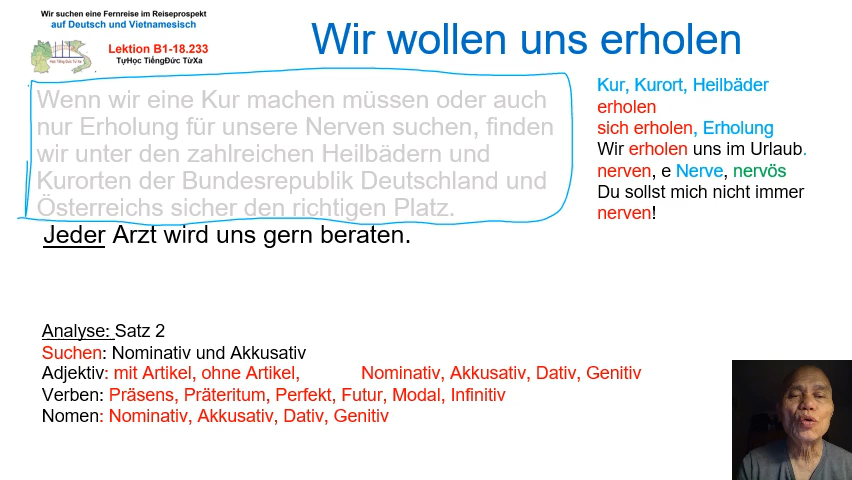 Wir suchen eine Fernreise im Reiseprospekt
auf Deutsch und Vietnamesisch
Lektion B1-18.233
TựHọc TiếngĐức TừXa
Wir wollen uns erholen
Wenn wir eine Kur machen müssen oder auch
nur Erholung für unsere Nerven suchen, finden
wir unter den zahlreichen Heilbädern und
Kurorten der Bundesrepublik Deutschland und
Österreichs sicher den richtigen Platz.
Jeder Arzt wird uns gern beraten.
Kur, Kurort, Heilbäder
erholen
sich erholen, Erholung
Wir erholen uns im Urlaub.
nerven, e Nerve, nervös
Du sollst mich nicht immer
nerven!
Analyse: Satz 2
Suchen: Nominativ und Akkusativ
Adjektiv: mit Artikel, ohne Artikel, Nominativ, Akkusativ, Dativ, Genitiv
Verben: Präsens, Präteritum, Perfekt, Futur, Modal, Infinitiv
Nomen: Nominativ, Akkusativ, Dativ, Genitiv